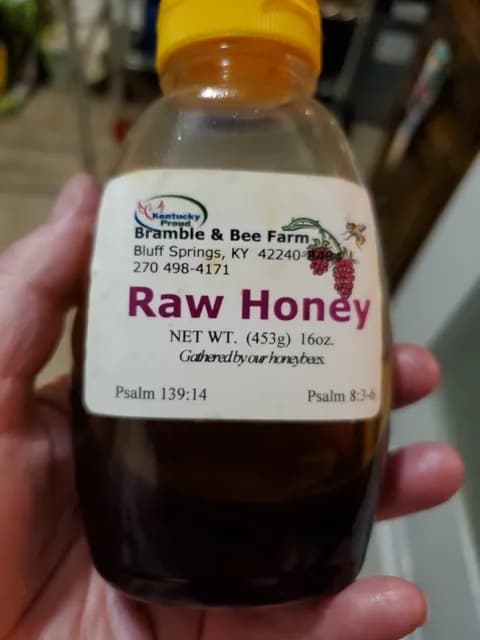 Kentucky
Proud
Bramble & Bee Farm
Bluff Springs, KY 42240-
270 498-4171
Raw Honey
NET WT. (453g) 16oz.
Gathered by our honeybees.
Psalm 139:14
Psalm 8:3-6